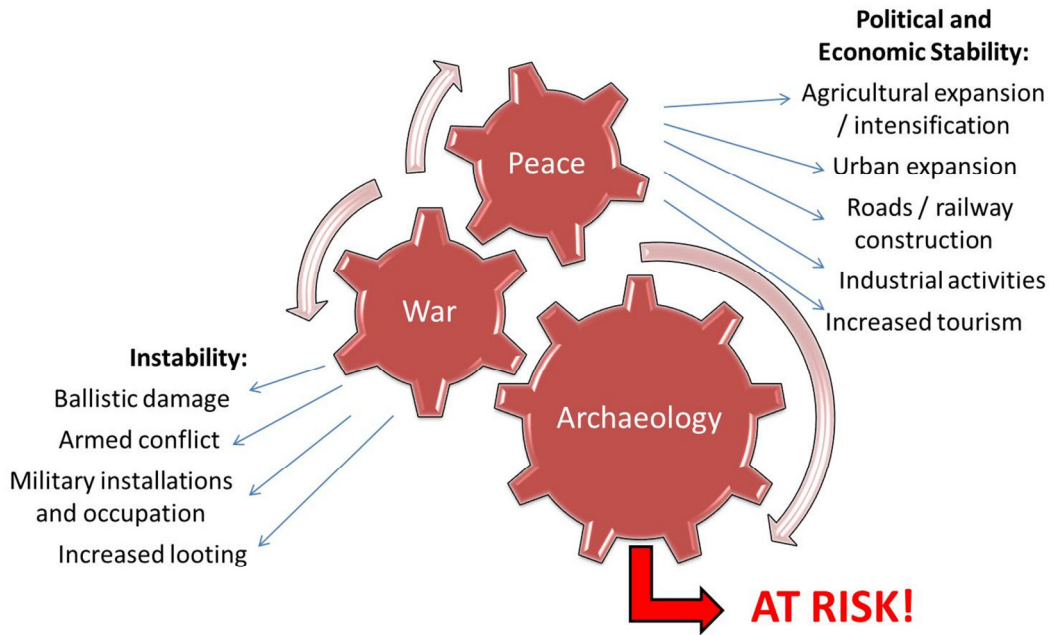 Political and
Economic Stability:
Agricultural expansion
/ intensification
Urban expansion
Roads / railway
construction
Industrial activities
Increased tourism
Peace
War
Archaeology
Instability:
Ballistic damage
Armed conflict
Military installations
and occupation
Increased looting
AT RISK!